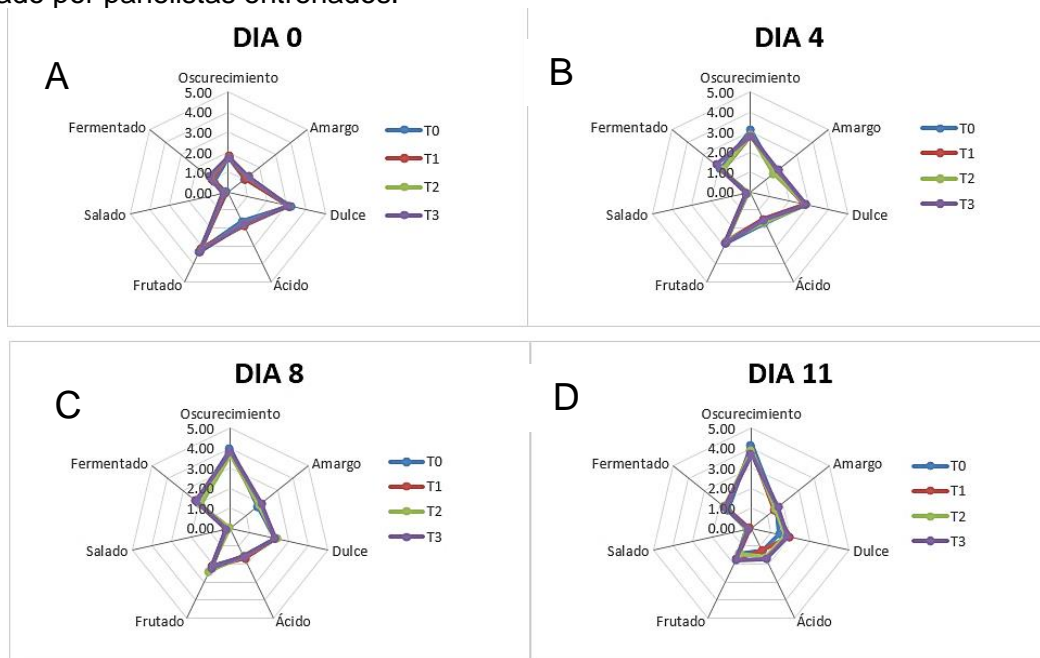 por panelistas entrenados.
DIA 0
A
Oscurecimiento
5.00
4.00
3.00
2.00
1.00
0.00
Amargo
Dulce
Ácido
Frutado
Salado
Fermentado
T0
T1
T2
T3
DIA 4
B
Oscurecimiento
5.00
4.00
3.00
2.00
1.00
0.00
Amargo
Dulce
Ácido
Frutado
Salado
Fermentado
T0
T1
T2
T3
DIA 8
C
Oscurecimiento
5.00
4.00
3.00
2.00
1.00
0.00
Amargo
Dulce
Ácido
Frutado
Salado
Fermentado
T0
T1
T2
T3
DIA 11
D
Oscurecimiento
5.00
4.00
3.00
2.00
1.00
0.00
Amargo
Dulce
Ácido
Frutado
Salado
Fermentado
T0
T1
T2
T3